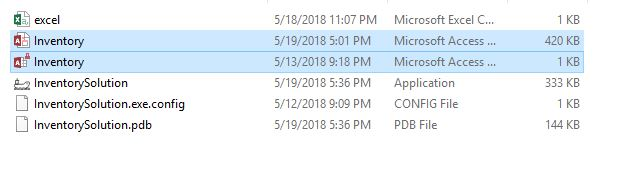 excel 5/18/2018 11:07 PM Microsoft Excel C... 1 KB
Inventory 5/19/2018 5:01 PM Microsoft Access ... 420 KB
Inventory 5/13/2018 9:18 PM Microsoft Access ... 1 KB
InventorySolution 5/19/2018 5:36 PM Application 333 KB
InventorySolution.exe.config 5/12/2018 9:09 PM CONFIG File 1 KB
InventorySolution.pdb 5/19/2018 5:36 PM PDB File 144 KB